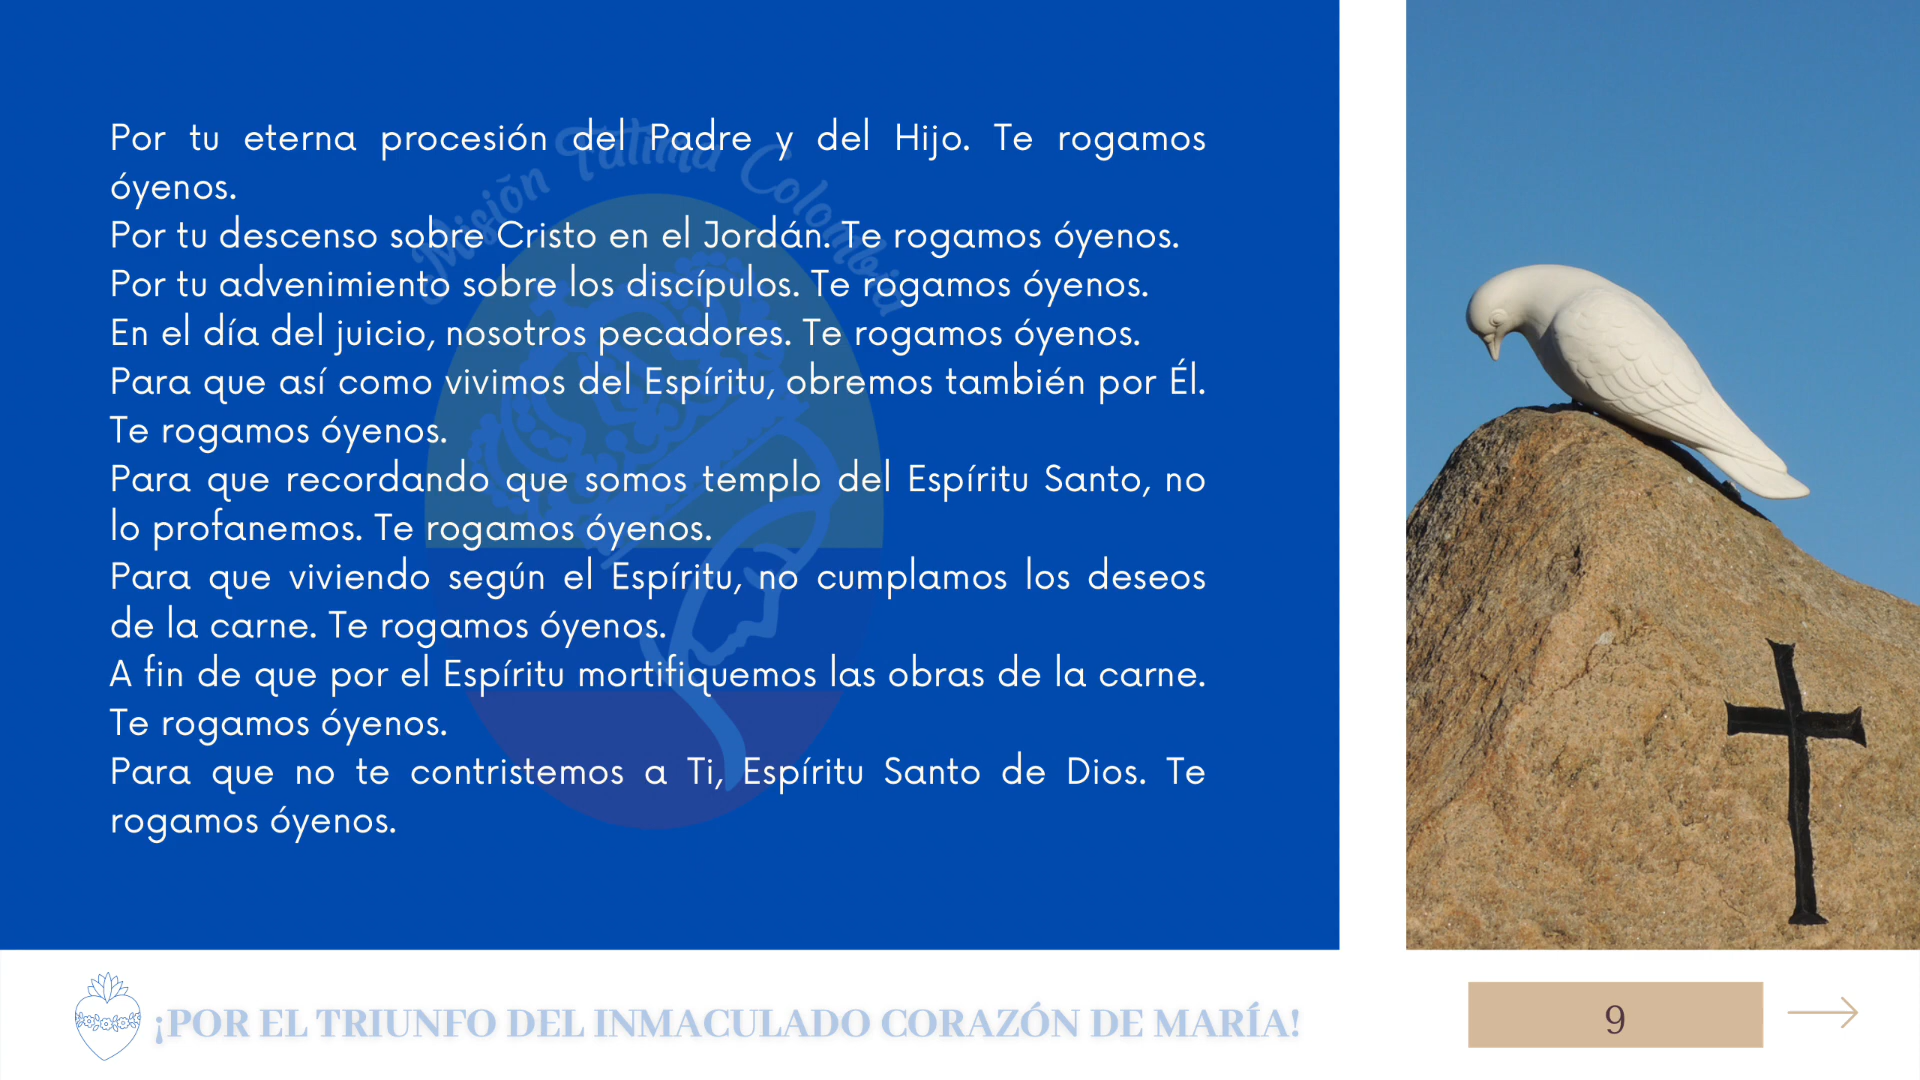 Misión Fátima Colombia
Por tu eterna procesión del Padre y del Hijo. Te rogamos
óyenos.
Por tu descenso sobre Cristo en el Jordán. Te rogamos óyenos.
Por tu advenimiento sobre los discípulos. Te rogamos óyenos.
En el día del juicio, nosotros pecadores. Te rogamos óyenos.
Para que así como vivimos del Espíritu, obremos también por Él.
Te rogamos óyenos.
Para que recordando que somos templo del Espíritu Santo, no
lo profanemos. Te rogamos óyenos.
Para que viviendo según el Espíritu, no cumplamos los deseos
de la carne. Te rogamos óyenos.
A fin de que por el Espíritu mortifiquemos las obras de la carne.
Te rogamos óyenos.
Para que no te contristemos a Ti, Espíritu Santo de Dios. Te
rogamos óyenos.
¡POR EL TRIUNFO DEL INMACULADO CORAZÓN DE MARÍA!
9